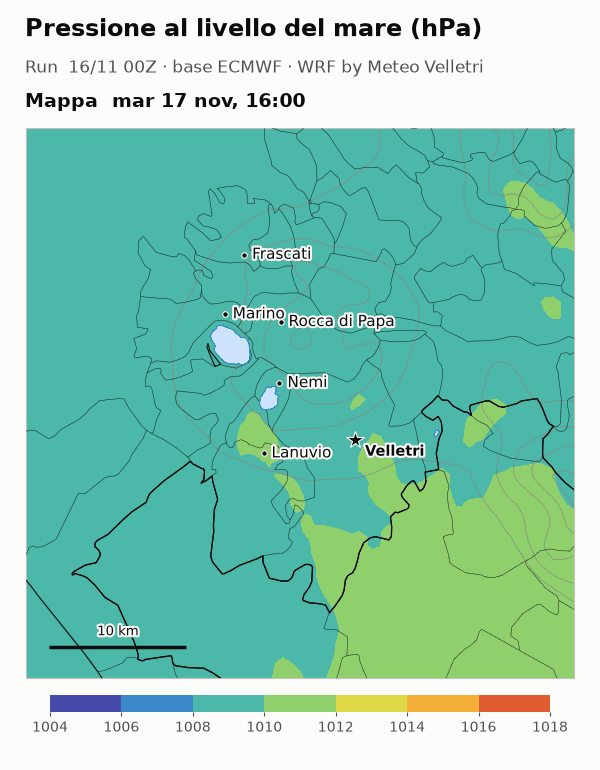 Pressione al livello del mare (hPa)
Run  16/11 00Z · base ECMWF · WRF by Meteo Velletri
Mappa  mar 17 nov, 16:00
Frascati
Marino
Rocca di Papa
Nemi
Velletri
Lanuvio
10 km
1004 1006 1008 1010 1012 1014 1016 1018